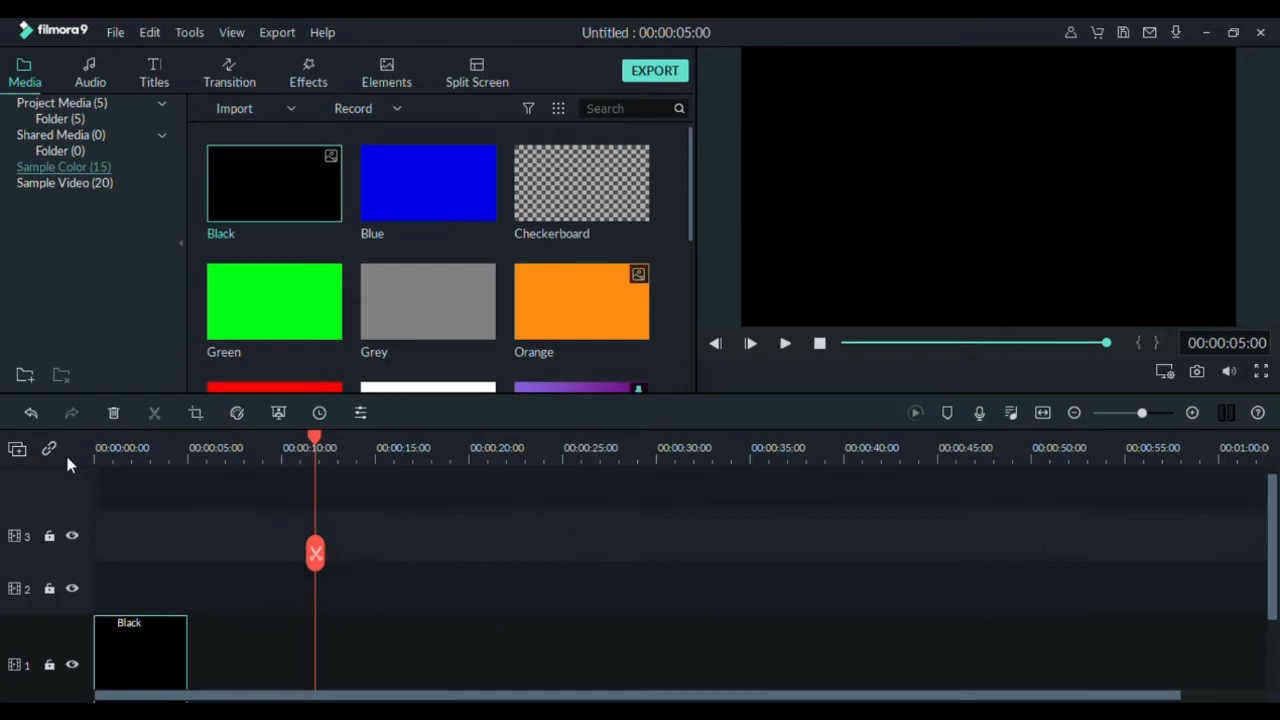 filmora 9 File Edit Tools View Export Help Untitled : 00:00:05:00
Media Audio Titles Transition Effects Elements Split Screen EXPORT
Project Media (5)
Folder (5)
Shared Media (0)
Folder (0)
Sample Color (15)
Sample Video (20)
Import Record Search
Black Blue Checkerboard
Green Grey Orange
00:00:05:00
00:00:00:00 00:00:05:00 00:00:10:00 00:00:15:00 00:00:20:00 00:00:25:00 00:00:30:00 00:00:35:00 00:00:40:00 00:00:45:00 00:00:50:00 00:00:55:00 00:01:00:0
3
2
Black
1